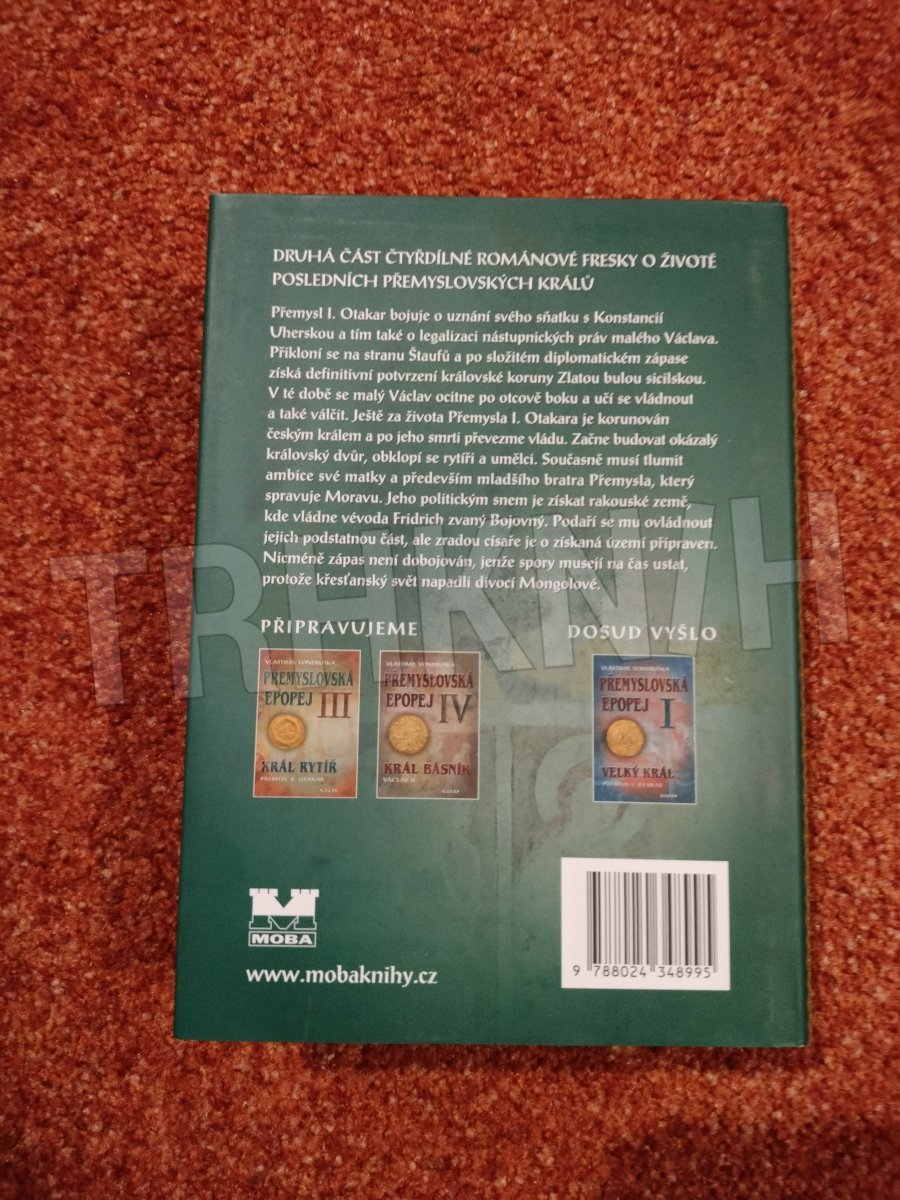 DRUHÁ ČÁST ČTYŘDÍLNÉ ROMÁNOVÉ FRESKY O ŽIVOTĚ
POSLEDNÍCH PŘEMYSLOVSKÝCH KRÁLŮ
Přemysl I. Otakar bojuje o uznání svého sňatku s Konstancií
Uherskou a tím také o legalizaci nástupnických práv malého Václava.
Přikloní se na stranu Štaufů a po složitém diplomatickém zápase
získá definitivní potvrzení královské koruny Zlatou bulou sicilskou.
V té době se malý Václav ocitne po otcově boku a učí se vládnout
a také válčit. Ještě za života Přemysla I. Otakara je korunován
českým králem a po jeho smrti převezme vládu. Začne budovat okázalý
královský dvůr, obklopí se rytíři a umělci. Současně musí tlumit
ambice své matky a především mladšího bratra Přemysla, který
spravuje Moravu. Jeho politickým snem je získat rakouské země,
kde vládne vévoda Fridrich zvaný Bojovný. Podaří se mu ovládnout
jejich podstatnou část, ale zradou císaře je o získaná území připraven.
Nicméně zápas není dobojován, jenže spory musejí na čas ustat,
protože křesťanský svět napadli divocí Mongolové.
TRHKNIH
PŘIPRAVUJEME
DOSUD VYŠLO
VLASTIMIL VONDRUŠKA
PŘEMYSLOVSKÁ
EPOPEJ III
KRÁL RYTÍŘ
PŘEMYSL II. OTAKAR
VLASTIMIL VONDRUŠKA
PŘEMYSLOVSKÁ
EPOPEJ IV
KRÁL BÁSNÍK
VÁCLAV II.
VLASTIMIL VONDRUŠKA
PŘEMYSLOVSKÁ
EPOPEJ I
VELKÝ KRÁL
PŘEMYSL I. OTAKAR
MOBA
www.mobaknihy.cz
9 788024 348995